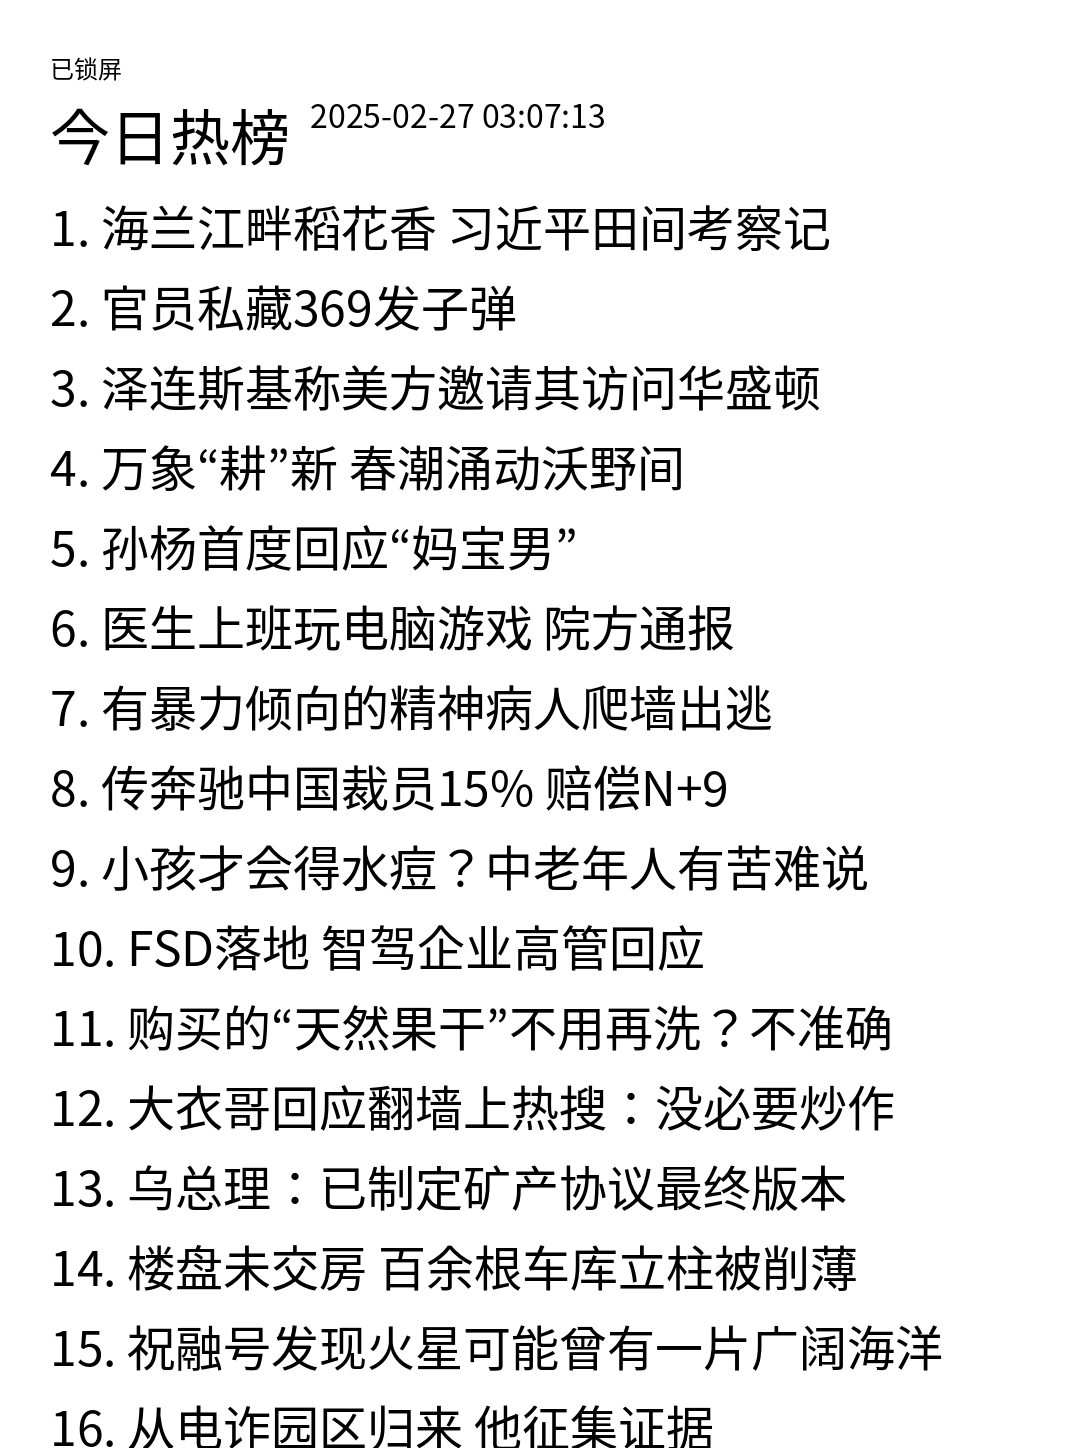 已锁屏
今日热榜 2025-02-27 03:07:13
1. 海兰江畔稻花香 习近平田间考察记
2. 官员私藏369发子弹
3. 泽连斯基称美方邀请其访问华盛顿
4. 万象“耕”新 春潮涌动沃野间
5. 孙杨首度回应“妈宝男”
6. 医生上班玩电脑游戏 院方通报
7. 有暴力倾向的精神病人爬墙出逃
8. 传奔驰中国裁员15% 赔偿N+9
9. 小孩才会得水痘？中老年人有苦难说
10. FSD落地 智驾企业高管回应
11. 购买的“天然果干”不用再洗？不准确
12. 大衣哥回应翻墙上热搜：没必要炒作
13. 乌总理：已制定矿产协议最终版本
14. 楼盘未交房 百余根车库立柱被削薄
15. 祝融号发现火星可能曾有一片广阔海洋
16. 从电诈园区归来 他征集证据